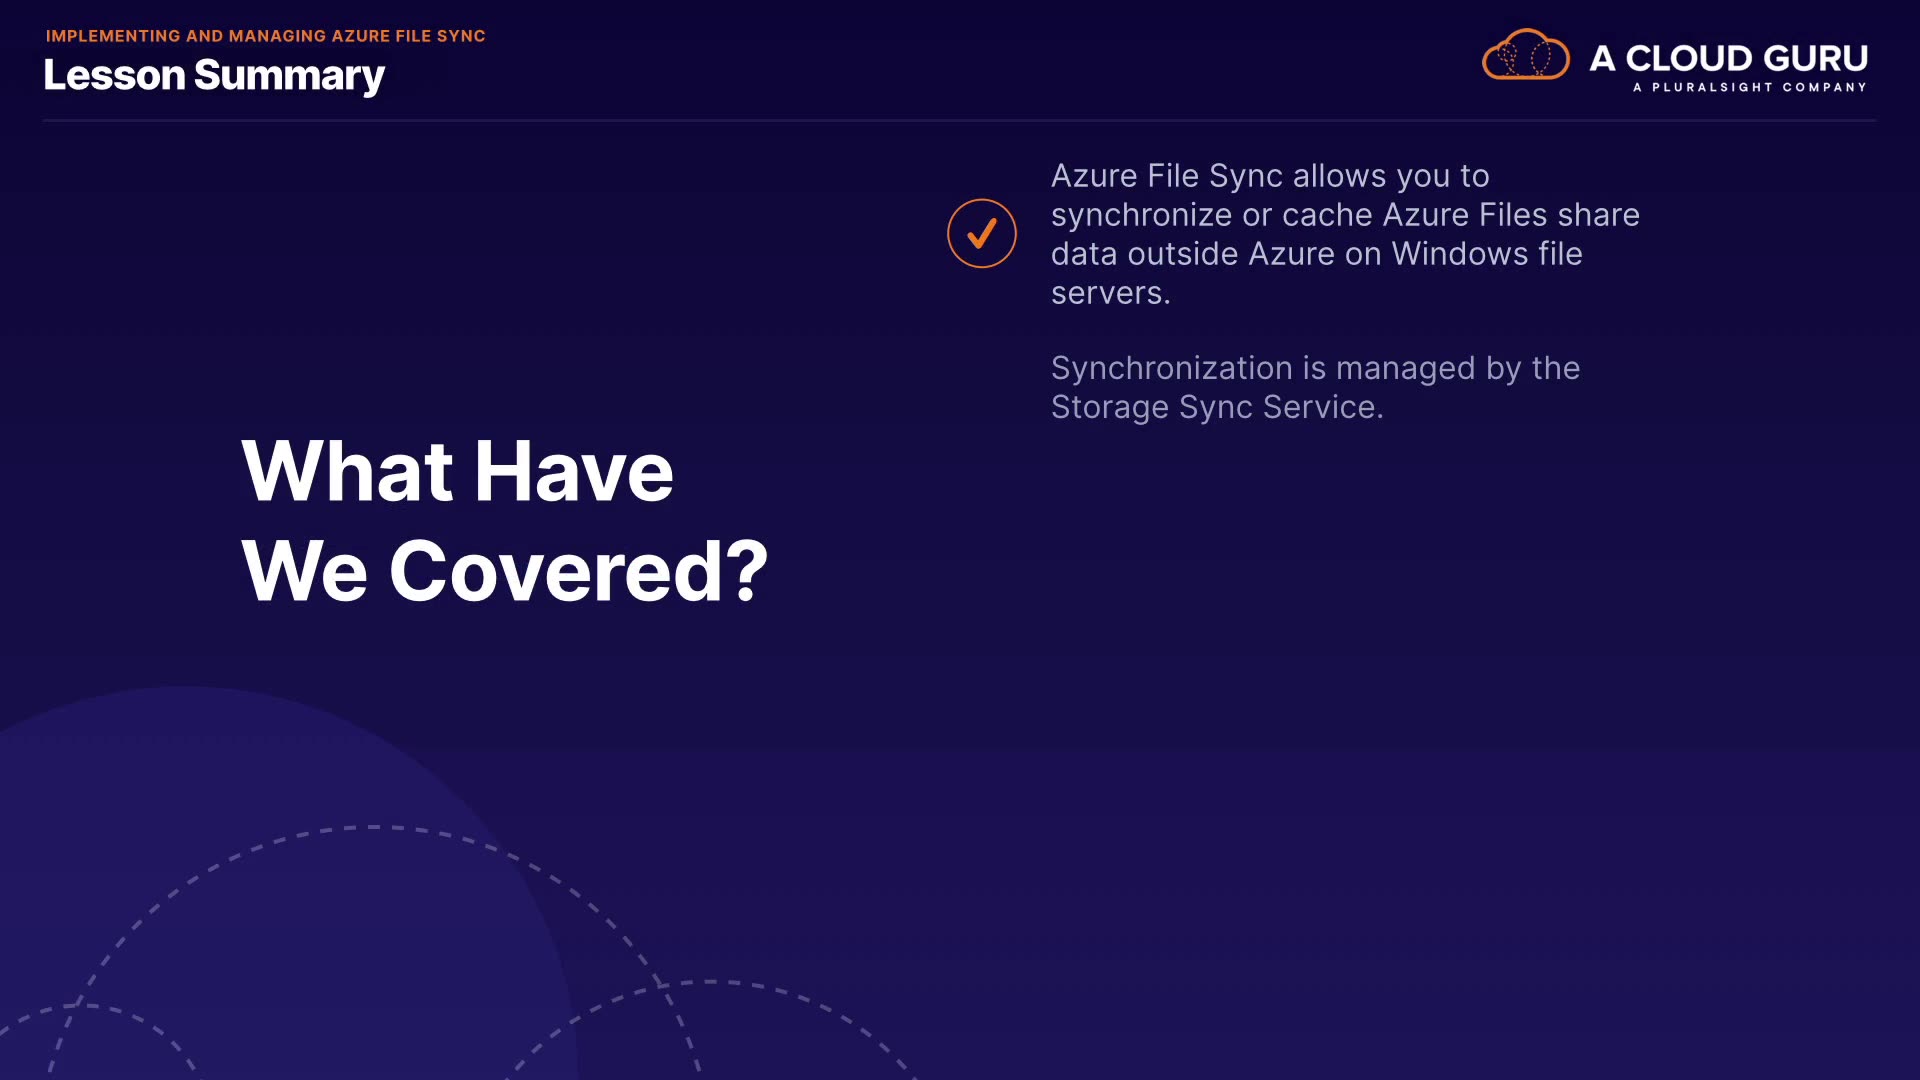 IMPLEMENTING AND MANAGING AZURE FILE SYNC
Lesson Summary
A CLOUD GURU
A PLURALSIGHT COMPANY
What Have
We Covered?
Azure File Sync allows you to
synchronize or cache Azure Files share
data outside Azure on Windows file
servers.
Synchronization is managed by the
Storage Sync Service.